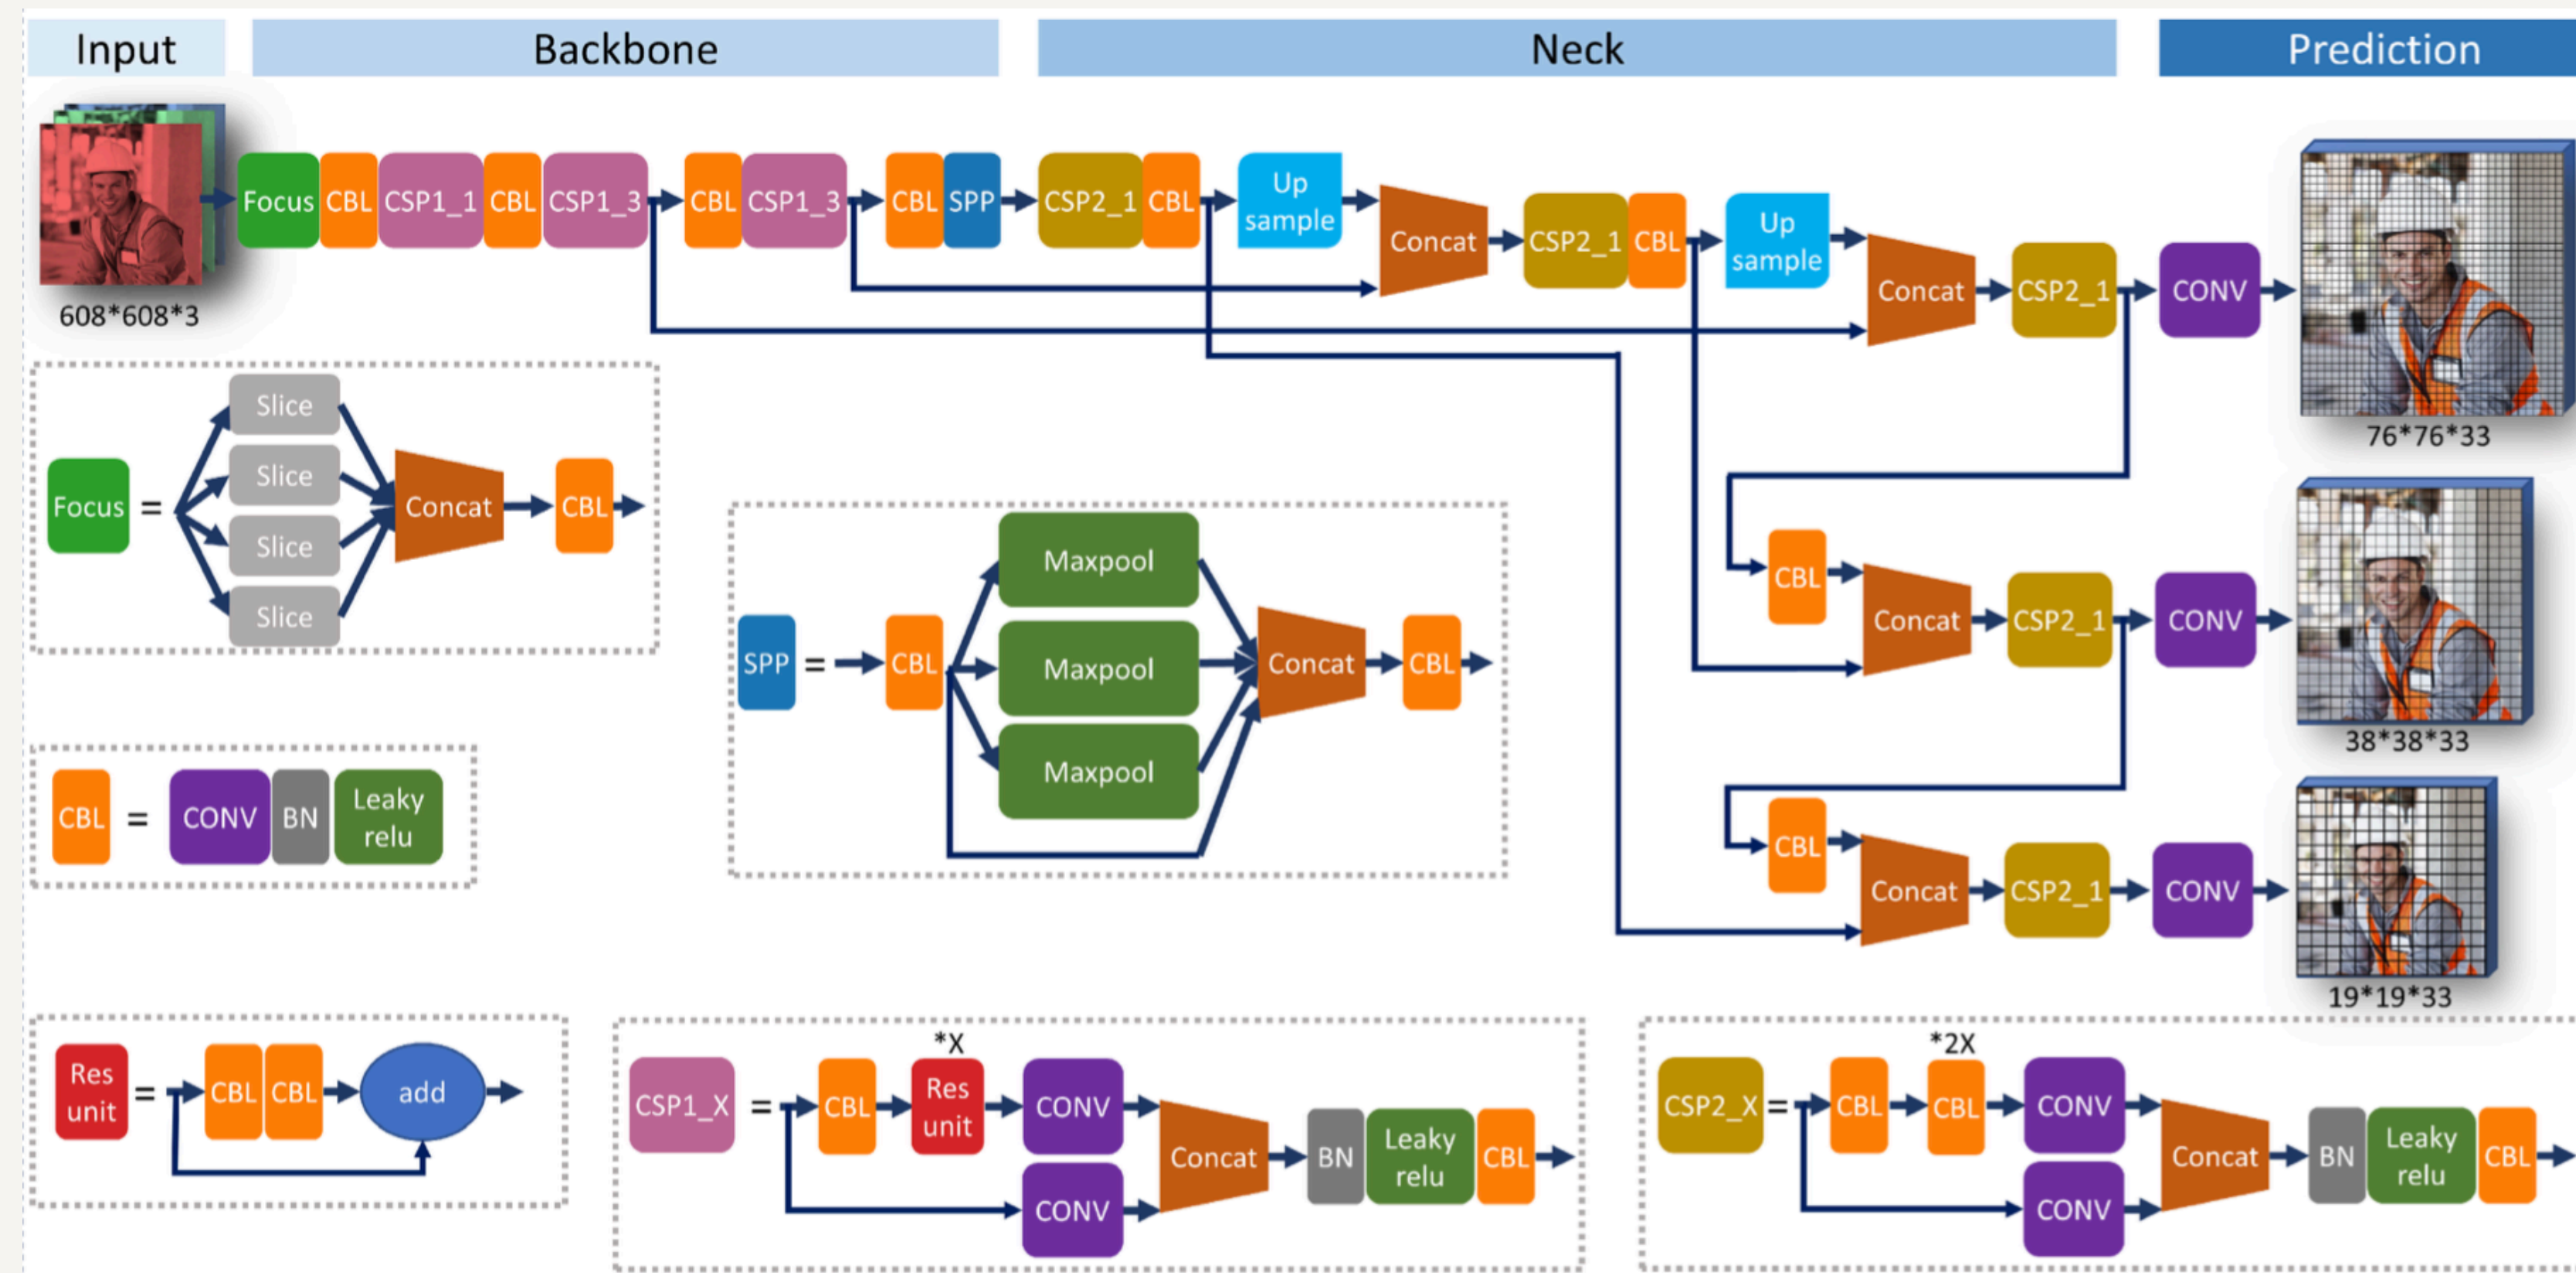 Input
Backbone
Neck
Prediction
Focus CBL CSP1_1 CBL CSP1_3 CBL CSP1_3 CBL SPP CSP2_1 CBL
Up
sample
Concat
CSP2_1 CBL
Up
sample
Concat
CSP2_1
CONV
608*608*3
76*76*33
Focus =
Slice
Slice
Slice
Slice
Concat
CBL
SPP =
CBL
Maxpool
Maxpool
Maxpool
Concat
CBL
CBL
Concat
CSP2_1
CONV
38*38*33
CBL =
CONV BN
Leaky
relu
CBL
Concat
CSP2_1
CONV
19*19*33
Res
unit
=
CBL CBL
add
CSP1_X =
CBL
*X
Res
unit
CONV
CONV
Concat
BN
Leaky
relu
CBL
CSP2_X =
CBL
*2X
CBL
CONV
CONV
Concat
BN
Leaky
relu
CBL